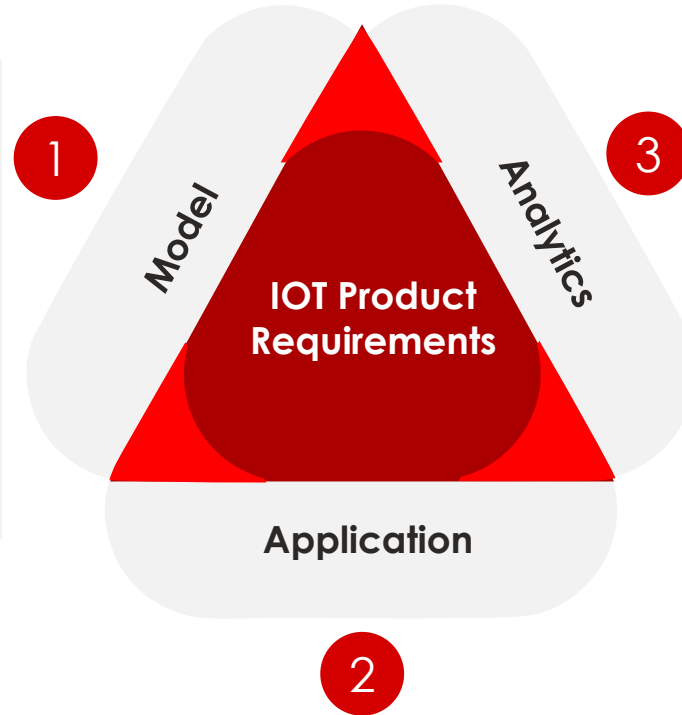 1
3
Model
Analytics
IOT Product
Requirements
Application
2